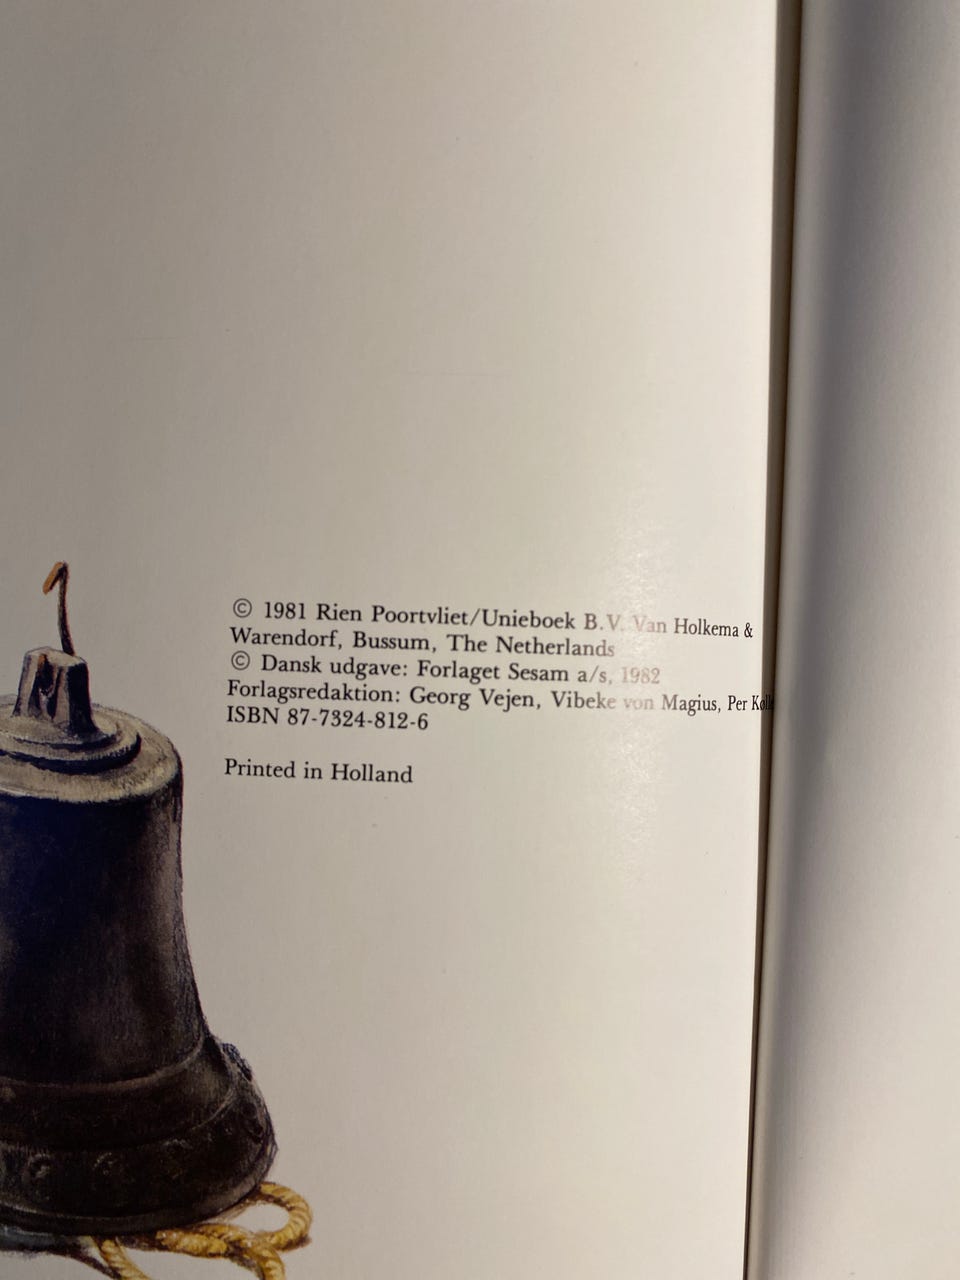 © 1981 Rien Poortvliet/Unieboek B.V. Van Holkema &
Warendorf, Bussum, The Netherlands
© Dansk udgave: Forlaget Sesam a/s, 1982
Forlagsredaktion: Georg Vejen, Vibeke von Magius, Per
ISBN 87-7324-812-6
Printed in Holland